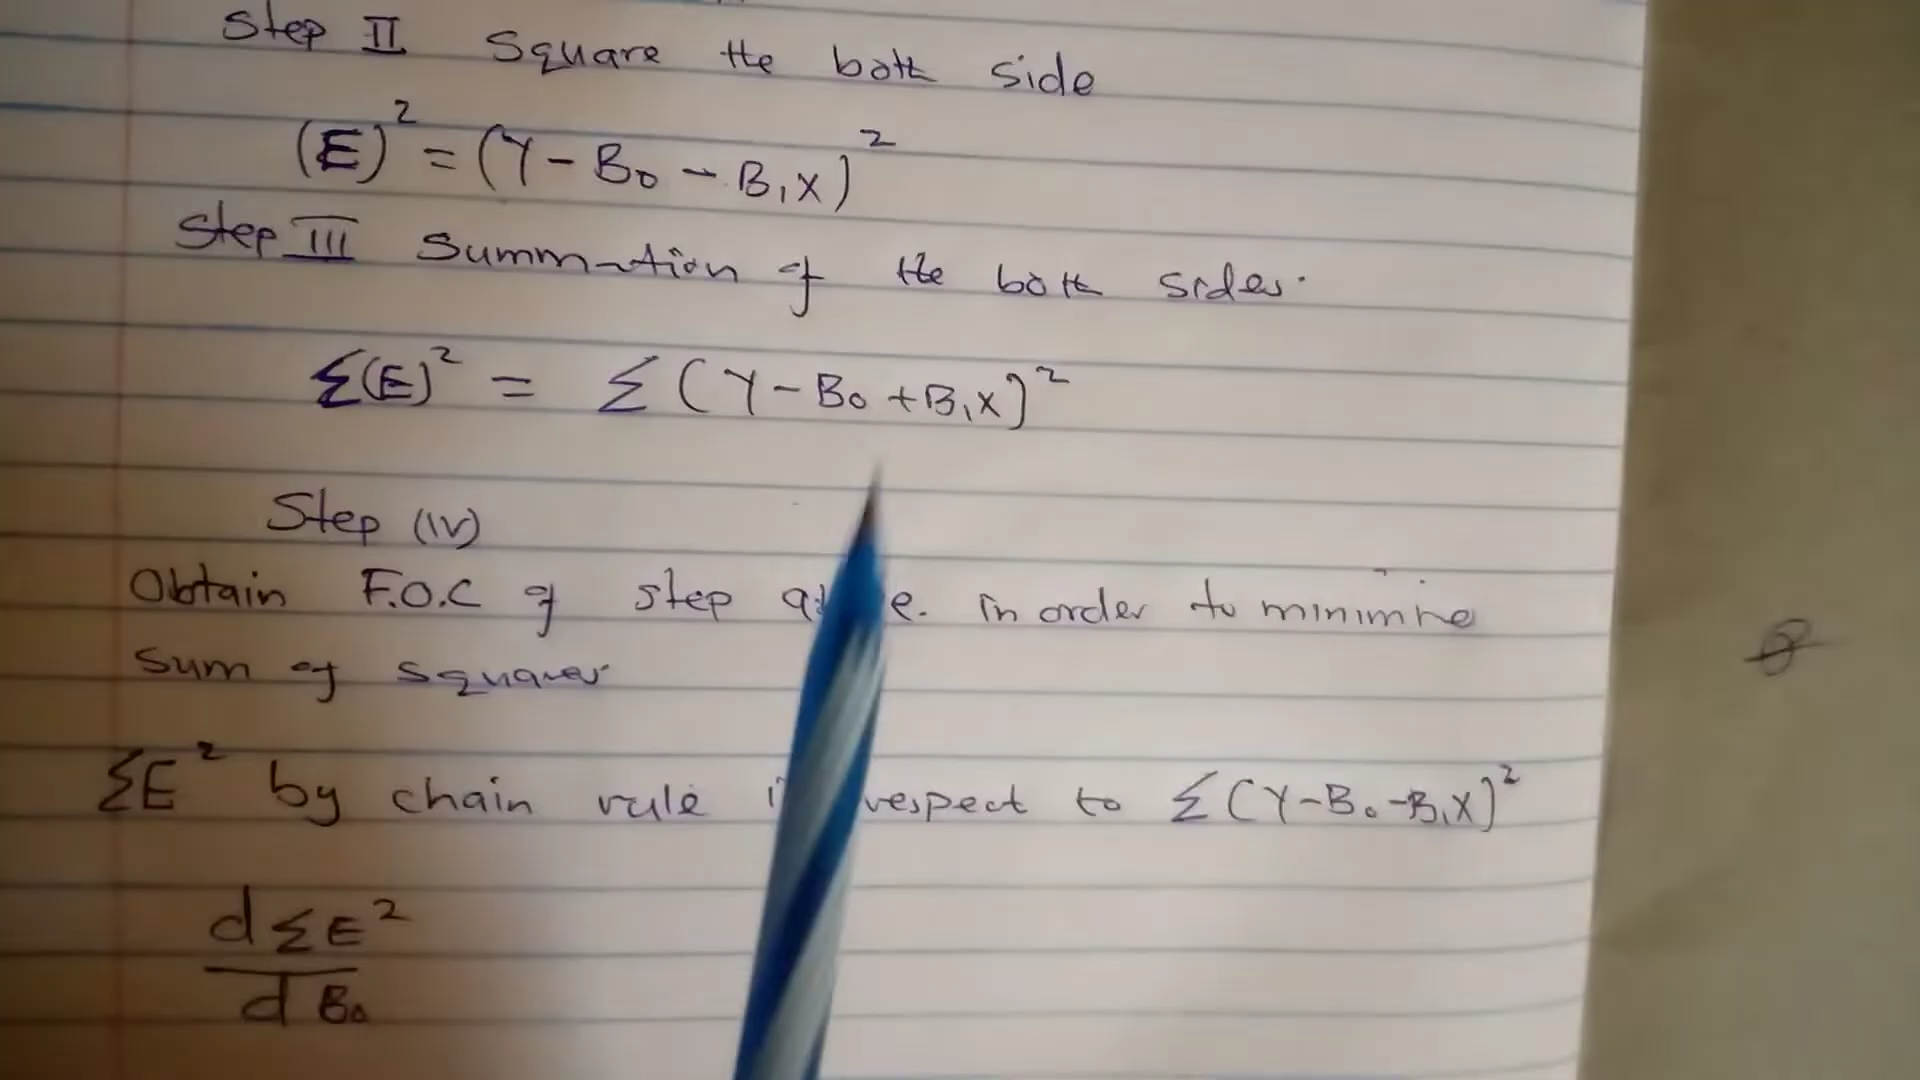 Step II Square the both side
(E)² = (Y - B₀ - B₁x)²
Step III Summation of the both sides.
Σ(E)² = Σ(Y - B₀ + B₁x)²
Step (IV)
Obtain F.O.C of step in order to minimize
sum of squares
ΣE² by chain rule respect to Σ(Y - B₀ - B₁X)²
dΣE²
dB₀